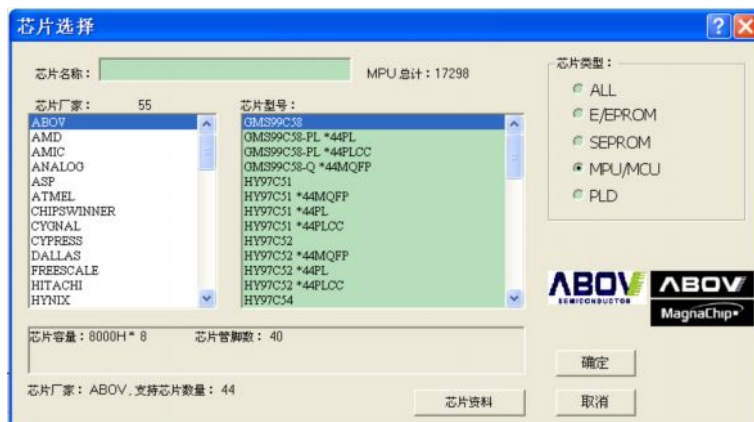 芯片选择
芯片名称： MPU 总计：17298
芯片厂家： 55 芯片型号：
ABOV
AMD
AMIC
ANALOG
ASP
ATMEL
CHIPSWINNER
CYGNAL
CYPRESS
DALLAS
FREESCALE
HITACHI
HYNIX
GMS99C58
GMS99C58-PL *44PL
GMS99C58-PL *44PLCC
GMS99C58-Q *44MQFP
HY97C51
HY97C51 *44MQFP
HY97C51 *44PL
HY97C51 *44PLCC
HY97C52
HY97C52 *44MQFP
HY97C52 *44PL
HY97C52 *44PLCC
HY97C54
芯片类型：
ALL
E/EPROM
SEPROM
MPU/MCU
PLD
ABOV
SEMICONDUCTOR
ABOV
MagnaChip
芯片容量：8000H * 8 芯片管脚数： 40
芯片厂家： ABOV , 支持芯片数量： 44
芯片资料
确定
取消